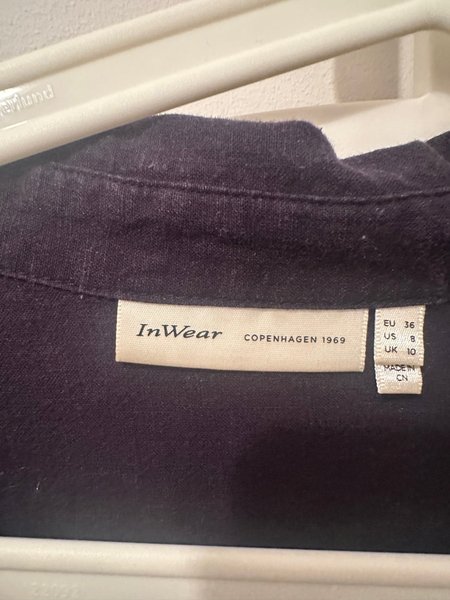 InWear
COPENHAGEN 1969
EU 36
US 8
UK 10
MADE IN
CN